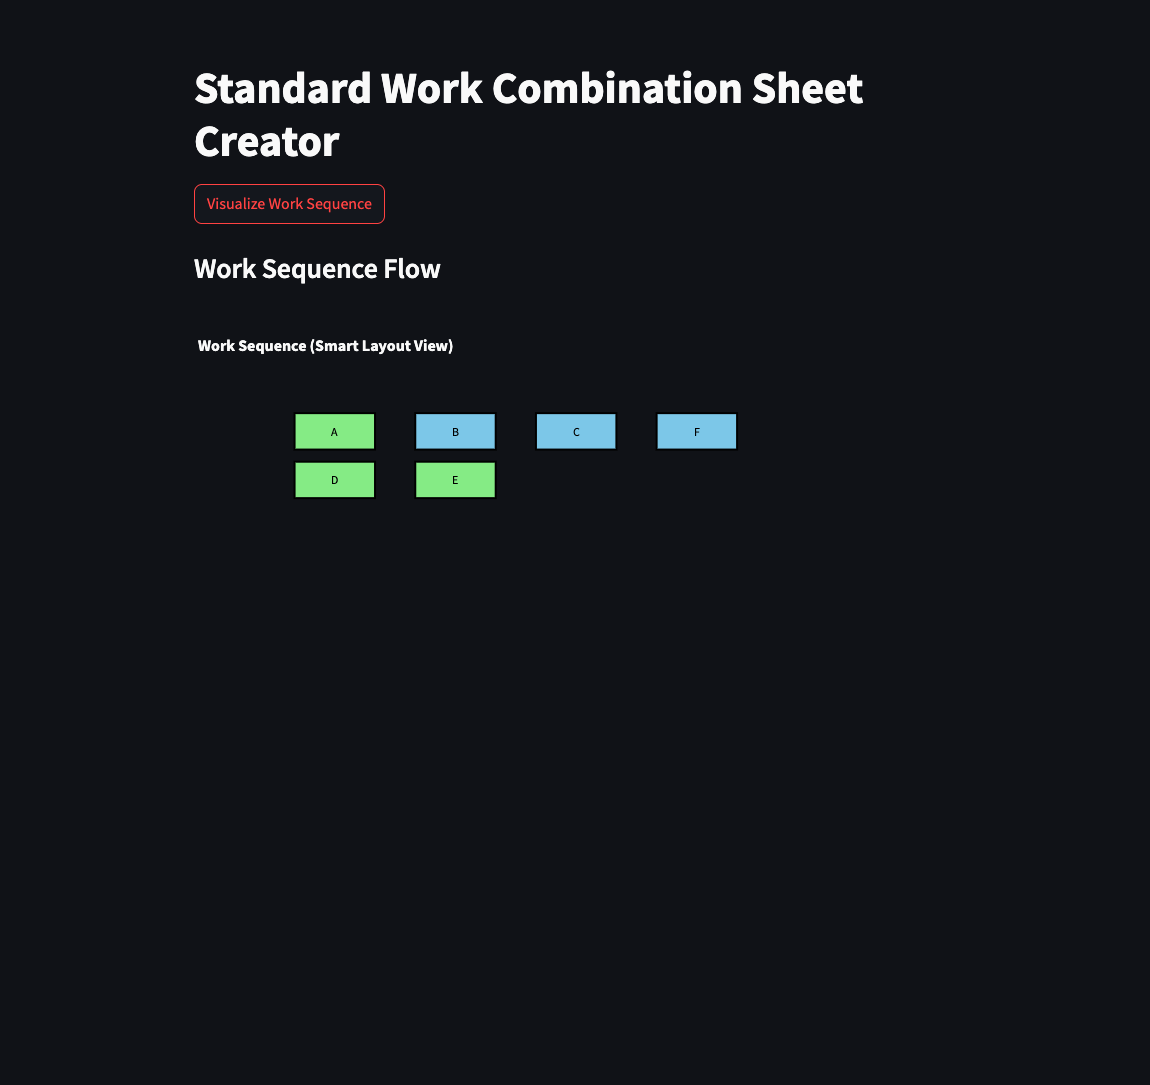 Standard Work Combination Sheet
Creator
Visualize Work Sequence
Work Sequence Flow
Work Sequence (Smart Layout View)
A B C F
D E